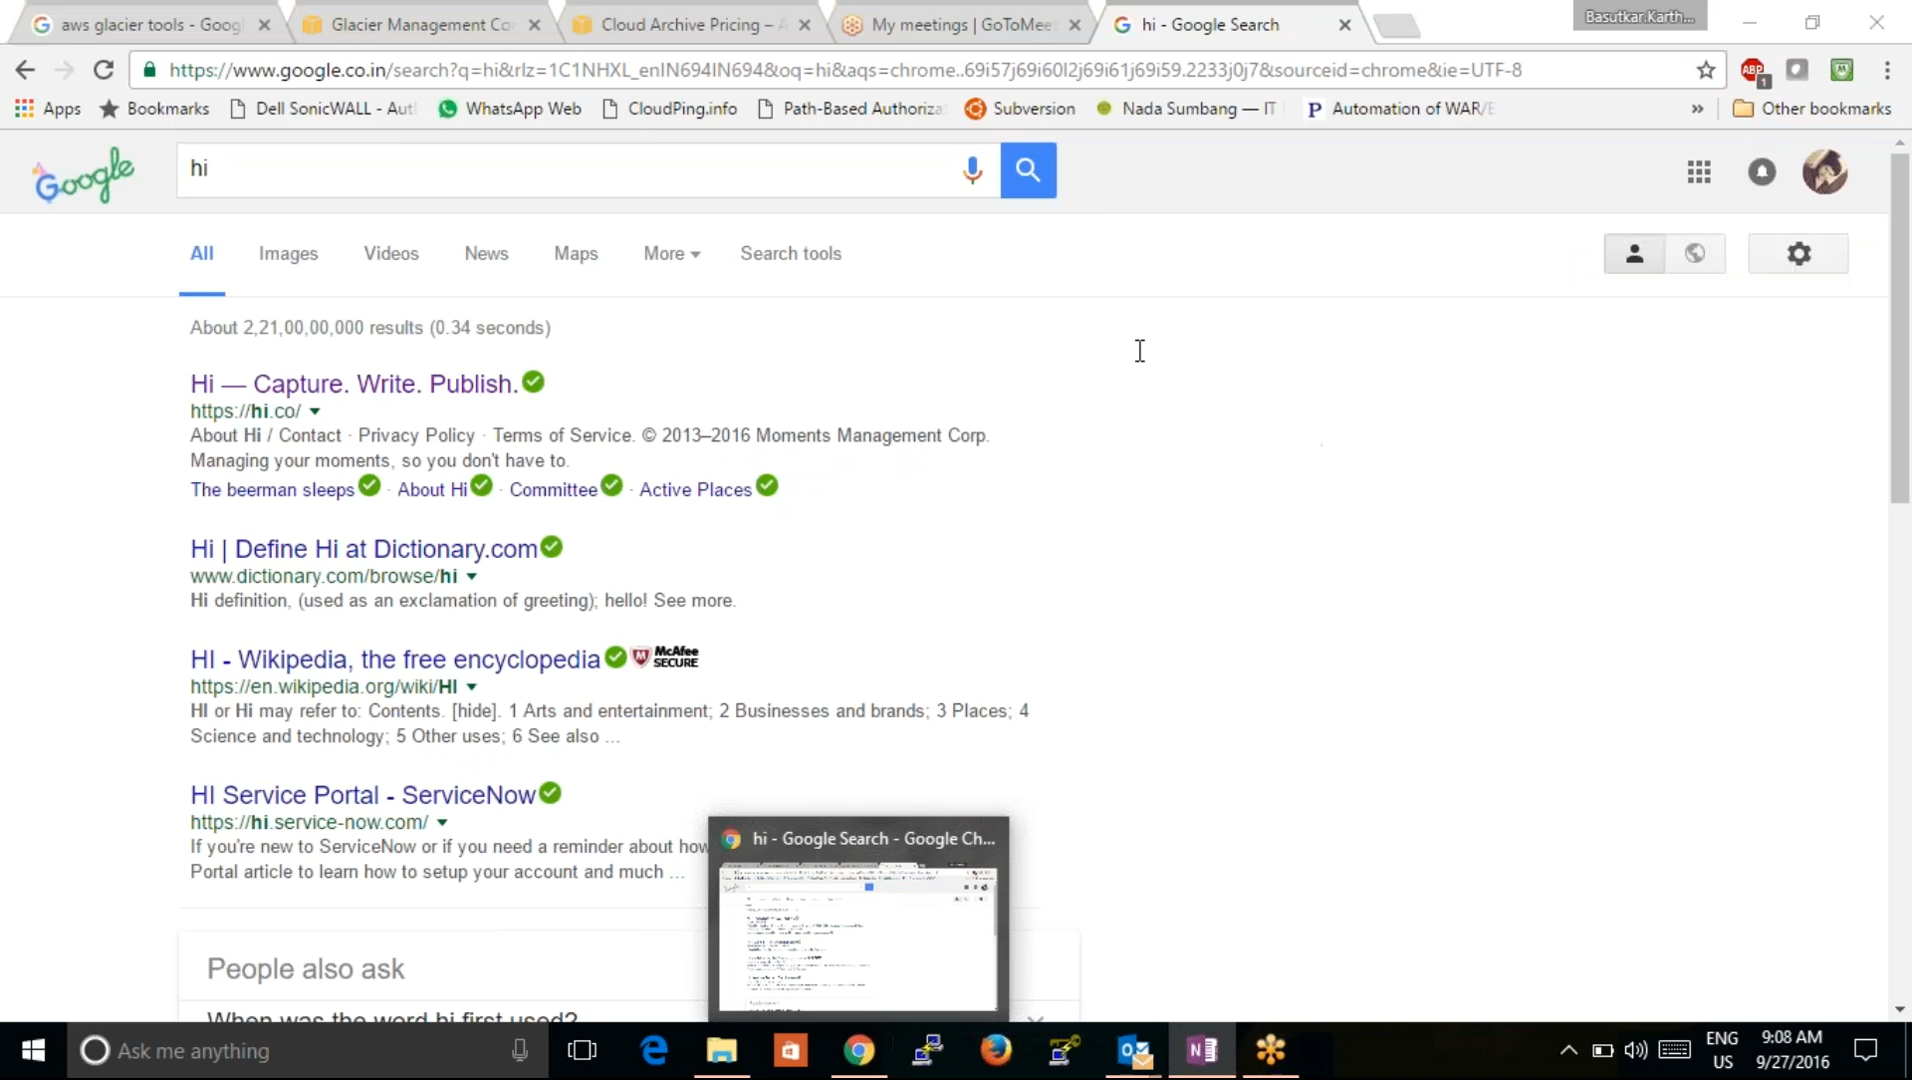 aws glacier tools - Goog
Glacier Management Co
Cloud Archive Pricing – A
My meetings | GoToMeet
hi - Google Search
Basutkar.Karth...
https://www.google.co.in/search?q=hi&rlz=1C1NHXL_enIN694IN694&oq=hi&aqs=chrome..69i57j69i60l2j69i61j69i59.2233j0j7&sourceid=chrome&ie=UTF-8
ABP
1
Apps
Bookmarks
Dell SonicWALL - Aut
WhatsApp Web
CloudPing.info
Path-Based Authoriza
Subversion
Nada Sumbang — IT
Automation of WAR/E
»
Other bookmarks
Google
hi
All
Images
Videos
News
Maps
More
Search tools
About 2,21,00,00,000 results (0.34 seconds)
Hi — Capture. Write. Publish.
https://hi.co/
About Hi / Contact · Privacy Policy · Terms of Service. © 2013–2016 Moments Management Corp.
Managing your moments, so you don't have to.
The beerman sleeps · About Hi · Committee · Active Places
Hi | Define Hi at Dictionary.com
www.dictionary.com/browse/hi
Hi definition, (used as an exclamation of greeting); hello! See more.
HI - Wikipedia, the free encyclopedia
McAfee SECURE
https://en.wikipedia.org/wiki/HI
HI or Hi may refer to: Contents. [hide]. 1 Arts and entertainment; 2 Businesses and brands; 3 Places; 4
Science and technology; 5 Other uses; 6 See also ...
HI Service Portal - ServiceNow
https://hi.service-now.com/
If you're new to ServiceNow or if you need a reminder about how
Portal article to learn how to setup your account and much ...
hi - Google Search - Google Ch...
People also ask
When was the word hi first used?
Ask me anything
ENG
US
9:08 AM
9/27/2016